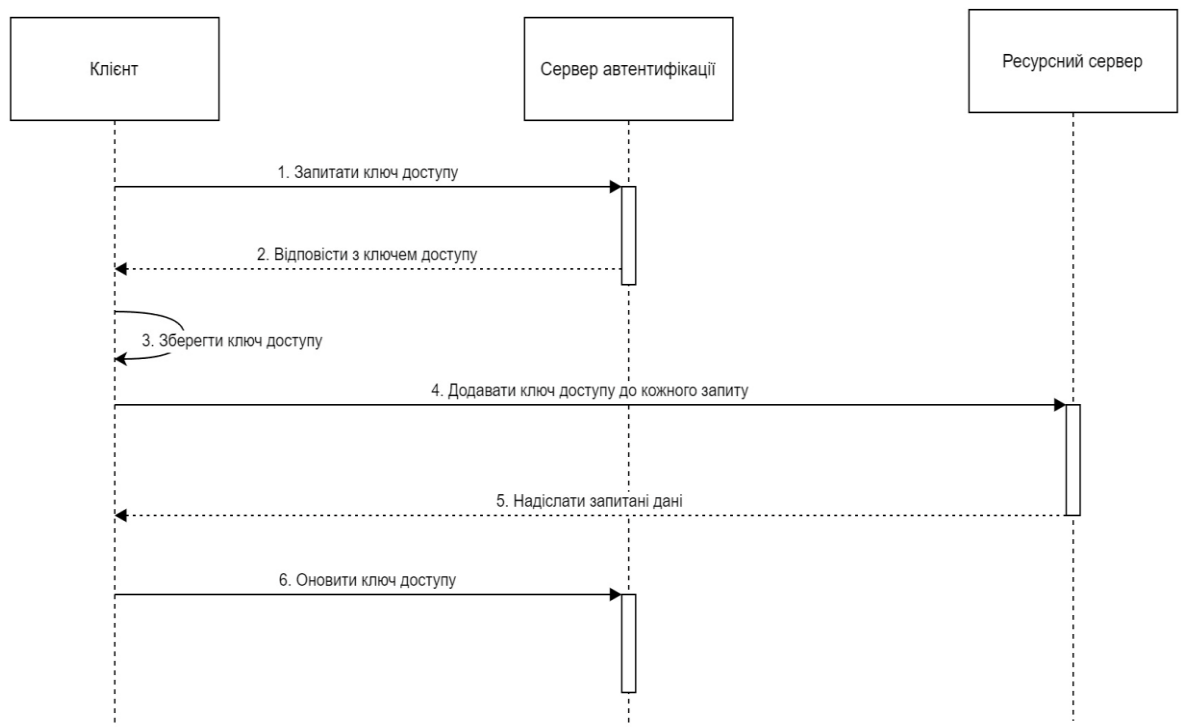 Клієнт
Сервер автентифікації
Ресурсний сервер
1. Запитати ключ доступу
2. Відповісти з ключем доступу
3. Зберегти ключ доступу
4. Додавати ключ доступу до кожного запиту
5. Надіслати запитані дані
6. Оновити ключ доступу